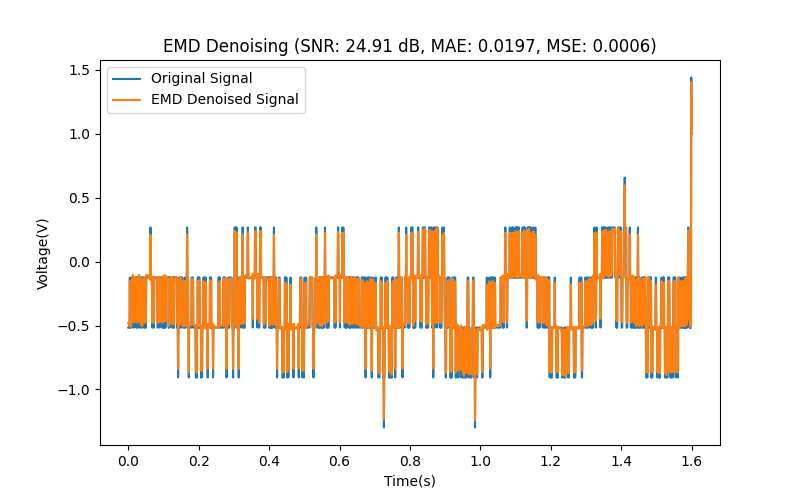 EMD Denoising (SNR: 24.91 dB, MAE: 0.0197, MSE: 0.0006)
Original Signal
EMD Denoised Signal
Voltage(V)
1.5
1.0
0.5
0.0
−0.5
−1.0
0.0 0.2 0.4 0.6 0.8 1.0 1.2 1.4 1.6
Time(s)